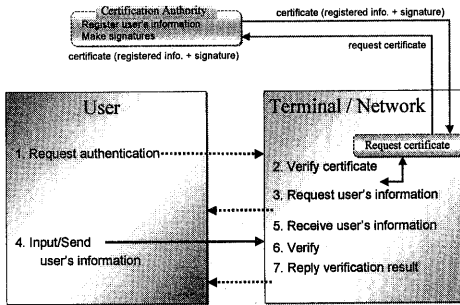 Certification Authority
Register user's information
Make signatures
certificate (registered info. + signature)
request certificate
certificate (registered info. + signature)
User
Terminal / Network
Request certificate
1. Request authentication
2. Verify certificate
3. Request user's information
4. Input/Send
user's information
5. Receive user's information
6. Verify
7. Reply verification result